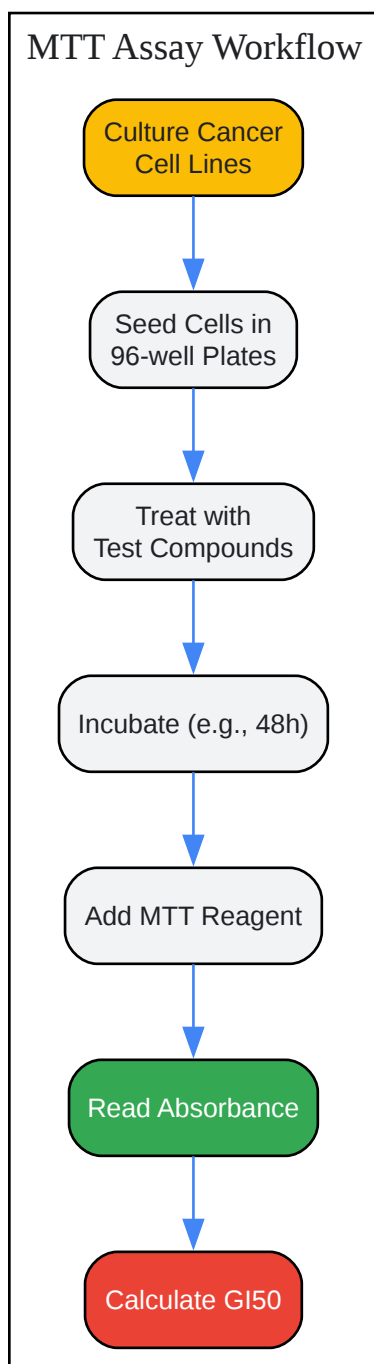 MTT Assay Workflow
Culture Cancer
Cell Lines
Seed Cells in
96-well Plates
Treat with
Test Compounds
Incubate (e.g., 48h)
Add MTT Reagent
Read Absorbance
Calculate GI50